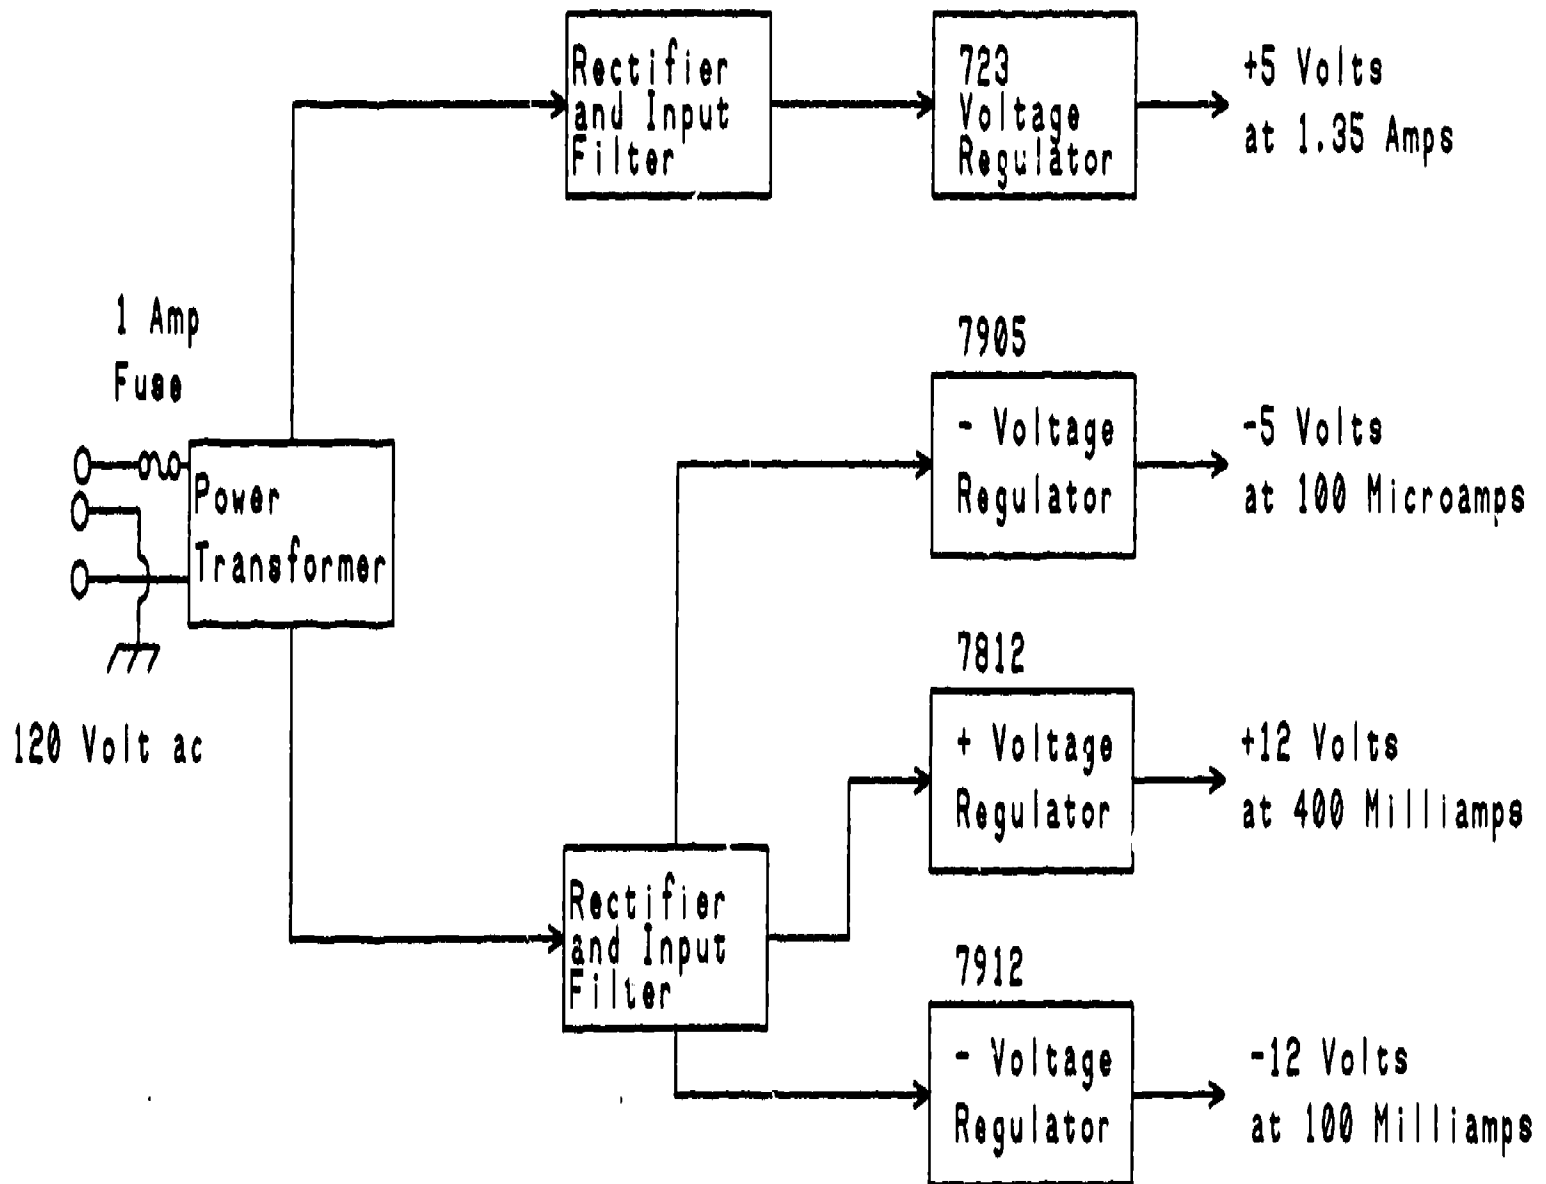 Rectifier
and Input
Filter
723
Voltage
Regulator
+5 Volts
at 1.35 Amps
1 Amp
Fuse
Power
Transformer
120 Volt ac
7905
- Voltage
Regulator
-5 Volts
at 100 Microamps
7812
+ Voltage
Regulator
+12 Volts
at 400 Milliamps
Rectifier
and Input
Filter
7912
- Voltage
Regulator
-12 Volts
at 100 Milliamps